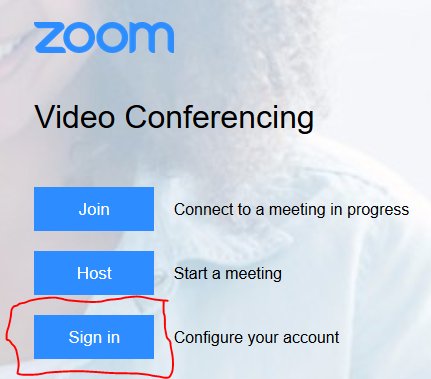 zoom
Video Conferencing
Join Connect to a meeting in progress
Host Start a meeting
Sign in Configure your account